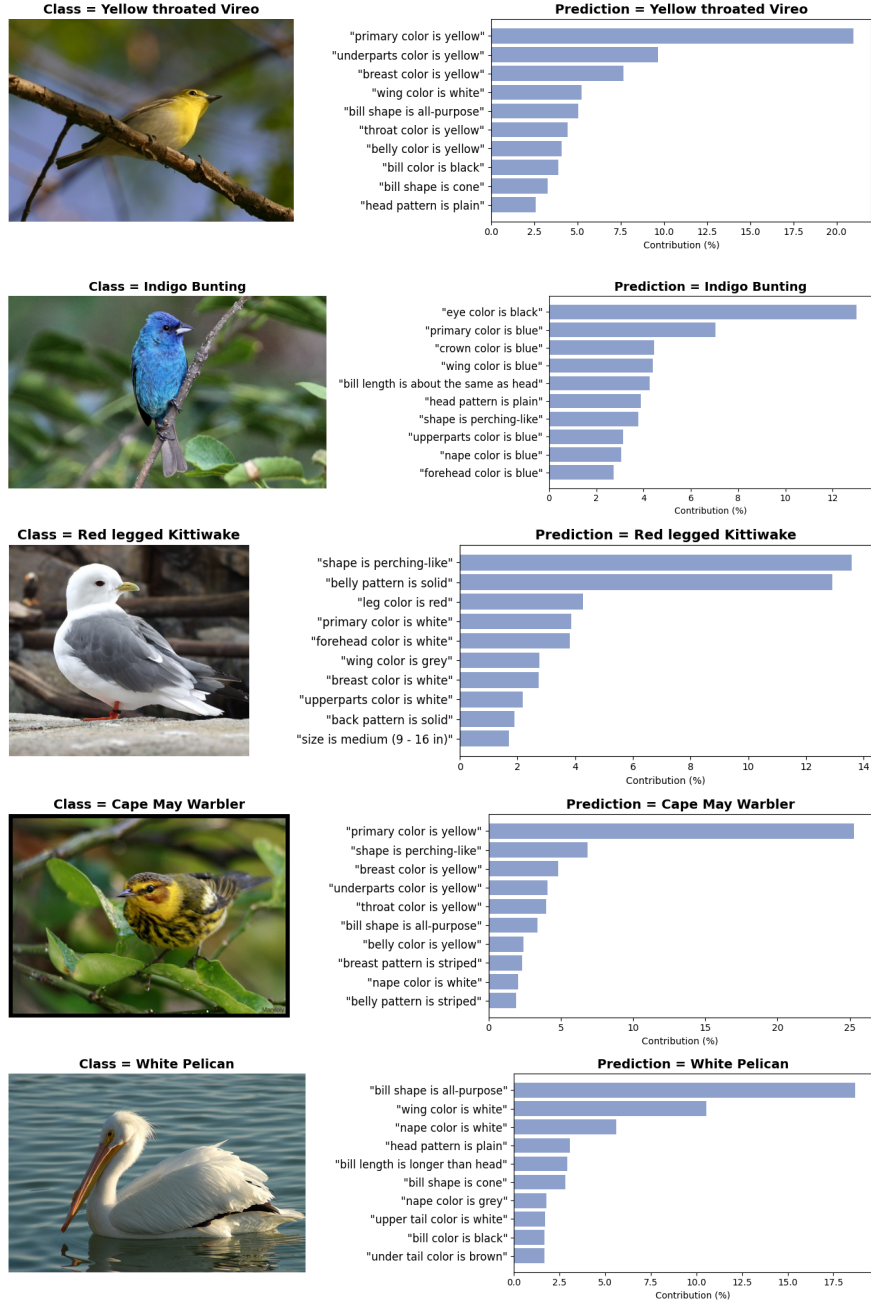 Class = Yellow throated Vireo
Prediction = Yellow throated Vireo
"primary color is yellow"
"underparts color is yellow"
"breast color is yellow"
"wing color is white"
"bill shape is all-purpose"
"throat color is yellow"
"belly color is yellow"
"bill color is black"
"bill shape is cone"
"head pattern is plain"
0.0 2.5 5.0 7.5 10.0 12.5 15.0 17.5 20.0
Contribution (%)
Class = Indigo Bunting
Prediction = Indigo Bunting
"eye color is black"
"primary color is blue"
"crown color is blue"
"wing color is blue"
"bill length is about the same as head"
"head pattern is plain"
"shape is perching-like"
"upperparts color is blue"
"nape color is blue"
"forehead color is blue"
0 2 4 6 8 10 12
Contribution (%)
Class = Red legged Kittiwake
Prediction = Red legged Kittiwake
"shape is perching-like"
"belly pattern is solid"
"leg color is red"
"primary color is white"
"forehead color is white"
"wing color is grey"
"breast color is white"
"upperparts color is white"
"back pattern is solid"
"size is medium (9 - 16 in)"
0 2 4 6 8 10 12 14
Contribution (%)
Class = Cape May Warbler
Prediction = Cape May Warbler
"primary color is yellow"
"shape is perching-like"
"breast color is yellow"
"underparts color is yellow"
"throat color is yellow"
"bill shape is all-purpose"
"belly color is yellow"
"breast pattern is striped"
"nape color is white"
"belly pattern is striped"
0 5 10 15 20 25
Contribution (%)
Class = White Pelican
Prediction = White Pelican
"bill shape is all-purpose"
"wing color is white"
"nape color is white"
"head pattern is plain"
"bill length is longer than head"
"bill shape is cone"
"nape color is grey"
"upper tail color is white"
"bill color is black"
"under tail color is brown"
0.0 2.5 5.0 7.5 10.0 12.5 15.0 17.5
Contribution (%)